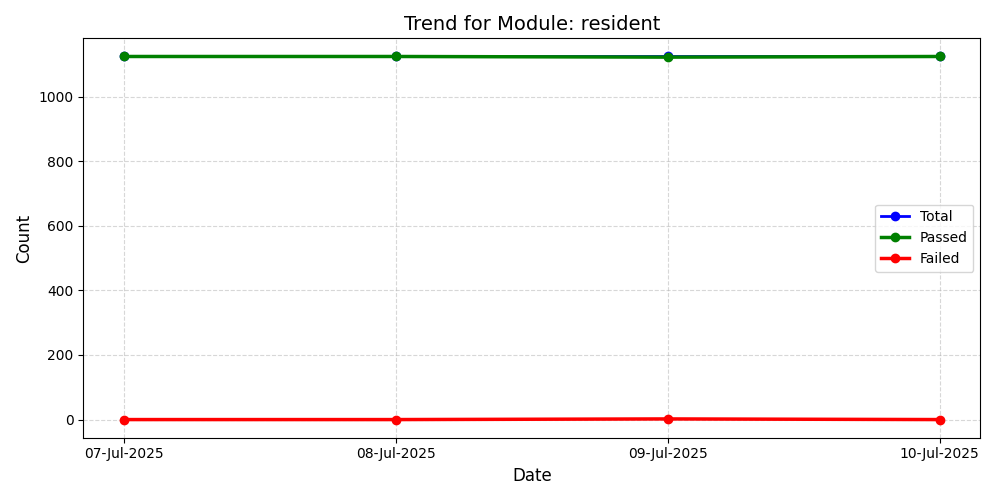 Trend for Module: resident
Count
1000
800
600
400
200
0
Total
Passed
Failed
07-Jul-2025
08-Jul-2025
09-Jul-2025
10-Jul-2025
Date